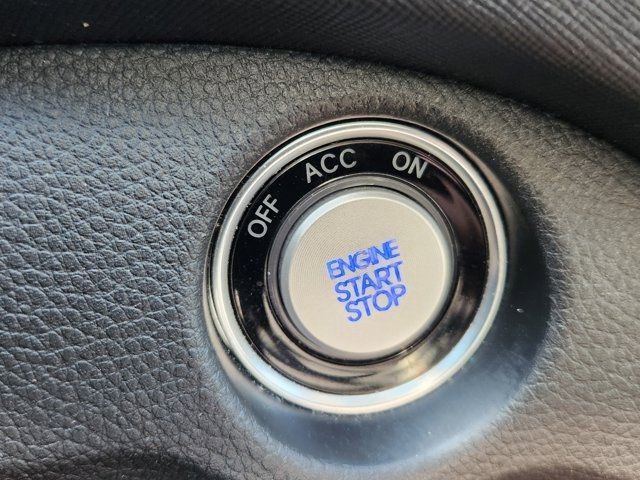 OFF ACC ON
ENGINE
START
STOP